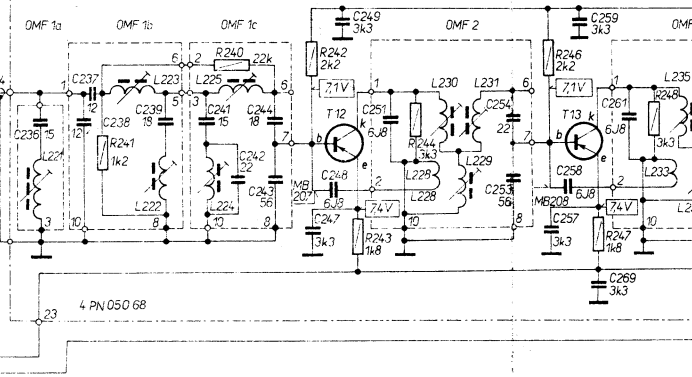 OMF 1a
OMF 1b
OMF 1c
C249
3k3
OMF 2
C259
3k3
OMF
6
2
R240
22k
R242
2k2
R246
2k2
7,1V
7,1V
1
C237
12
L223
5
3
L225
6
1
L230
L231
6
1
L235
C236
15
12
C238
C239
18
C241
15
C244
18
7
T12
b
k
e
C251
6J8
R244
3k3
C254
22
7
T13
b
k
e
C261
6J8
R248
3k3
L221
R241
1k2
L222
L224
C242
22
C243
56
MB
207
C248
6J8
2
L228
L228
L229
C253
56
MB208
C258
6J8
2
L233
3
10
8
10
8
C247
3k3
7,4V
R243
1k8
10
8
C257
3k3
7,4V
R247
1k8
10
C269
3k3
4 PN 050 68
23